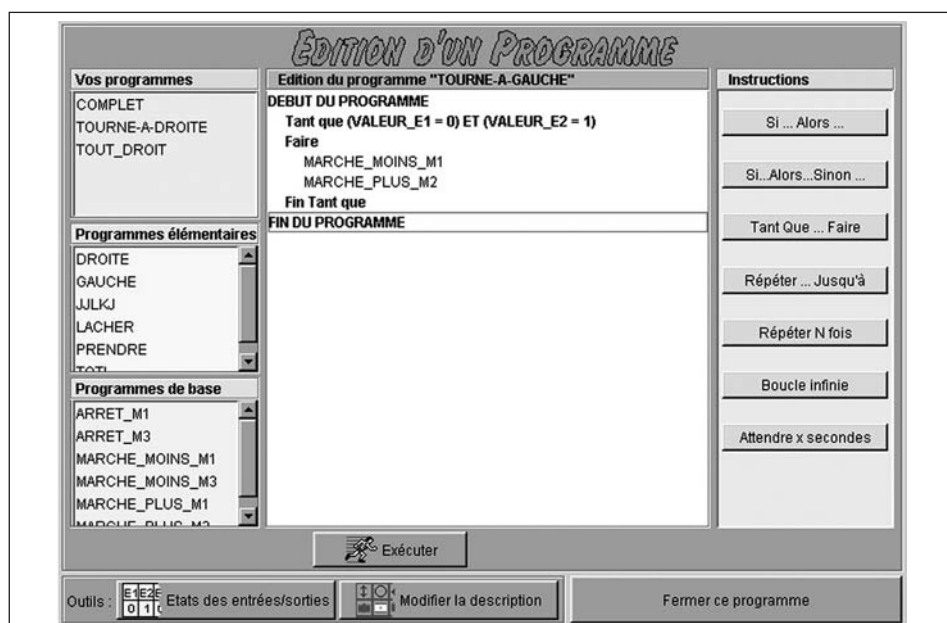 EDITION D'UN PROGRAMME
Vos programmes
COMPLET
TOURNE-A-DROITE
TOUT_DROIT
Programmes élémentaires
DROITE
GAUCHE
JJLKJ
LACHER
PRENDRE
Programmes de base
ARRET_M1
ARRET_M3
MARCHE_MOINS_M1
MARCHE_MOINS_M3
MARCHE_PLUS_M1
Edition du programme "TOURNE-A-GAUCHE"
DEBUT DU PROGRAMME
Tant que (VALEUR_E1 = 0) ET (VALEUR_E2 = 1)
Faire
MARCHE_MOINS_M1
MARCHE_PLUS_M2
Fin Tant que
FIN DU PROGRAMME
Instructions
Si ... Alors ...
Si...Alors...Sinon ...
Tant Que ... Faire
Répéter ... Jusqu'à
Répéter N fois
Boucle infinie
Attendre x secondes
Exécuter
Outils :
E1 E2 E
0 1
Etats des entrées/sorties
Modifier la description
Fermer ce programme